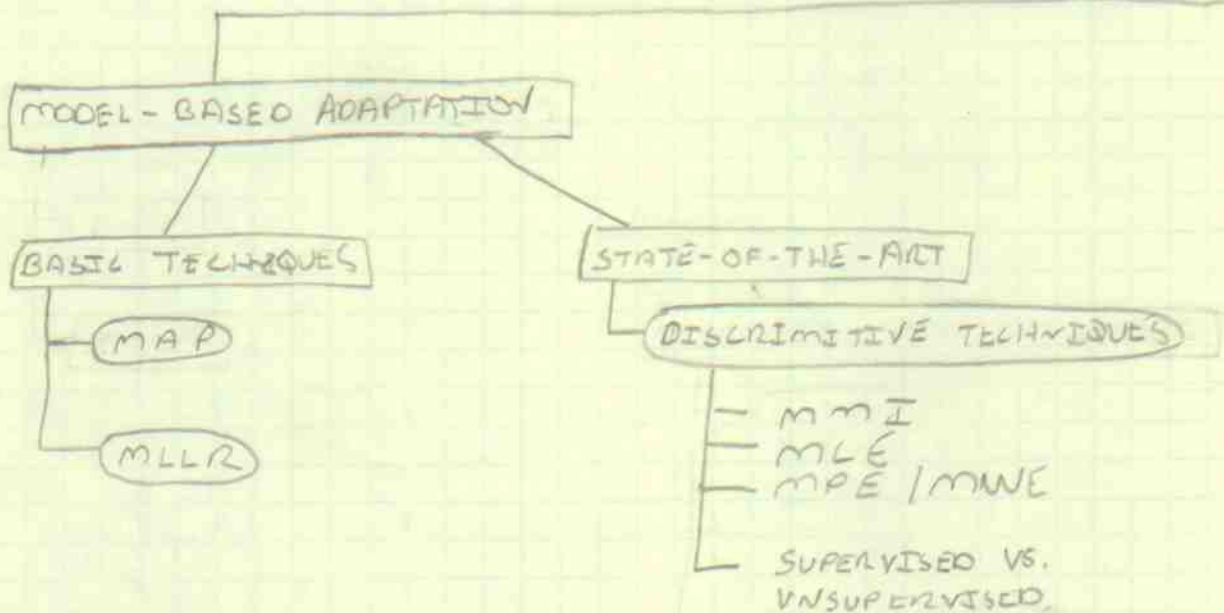 MODEL-BASED ADAPTATION
BASIC TECHNIQUES
STATE-OF-THE-ART
MAP
DISCRIMITIVE TECHNIQUES
MLLR
MMI
MCE
MPE / MWE
SUPERVISED VS.
UNSUPERVISED